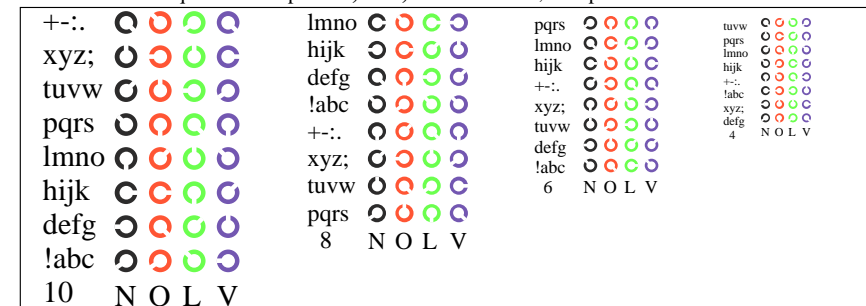 +-:.
xyz;
tuvw
pqrs
lmno
hijk
defg
!abc
10 N O L V
lmno
hijk
defg
!abc
+-:.
xyz;
tuvw
pqrs
8 N O L V
pqrs
lmno
hijk
+-:.
xyz;
tuvw
defg
!abc
6 N O L V
tuvw
pqrs
lmno
hijk
+-:.
!abc
xyz;
defg
4 N O L V